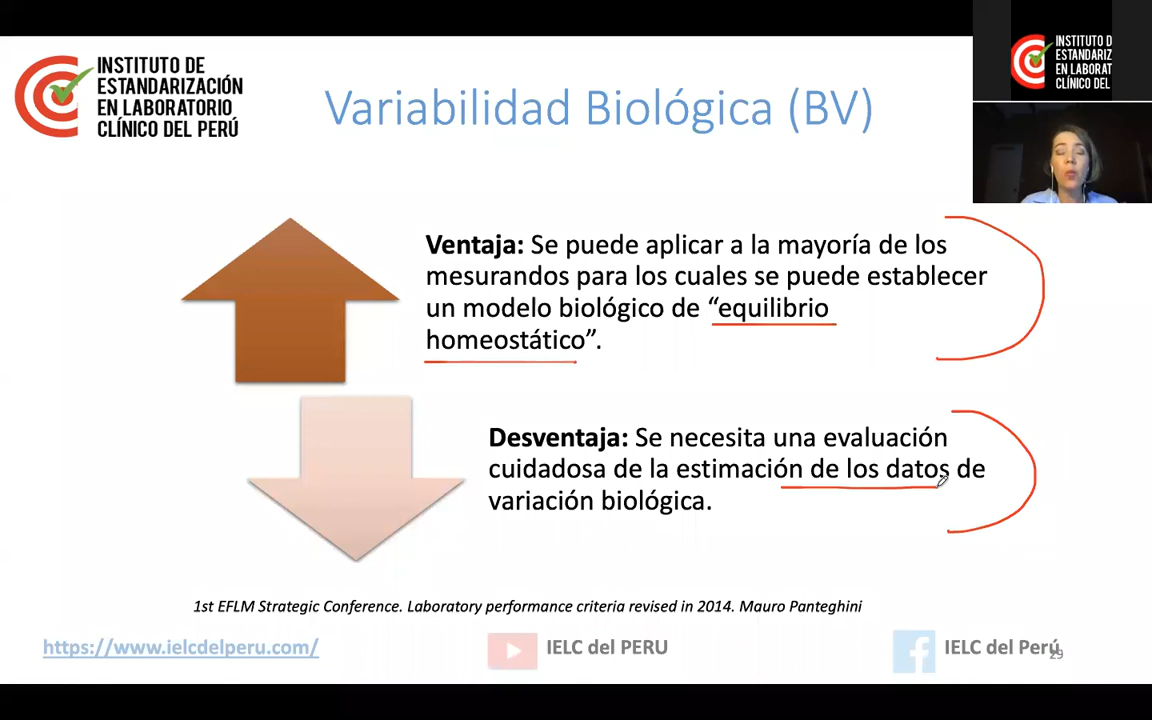 INSTITUTO DE
ESTANDARIZACIÓN
EN LABORATORIO
CLÍNICO DEL PERÚ
Variabilidad Biológica (BV)
INSTITUTO D
ESTANDARIZ
EN LABORAT
CLÍNICO DEL
Ventaja: Se puede aplicar a la mayoría de los
mesurandos para los cuales se puede establecer
un modelo biológico de “equilibrio
homeostático”.
Desventaja: Se necesita una evaluación
cuidadosa de la estimación de los datos de
variación biológica.
1st EFLM Strategic Conference. Laboratory performance criteria revised in 2014. Mauro Panteghini
https://www.ielcdelperu.com/
IELC del PERU
IELC del Perú
29